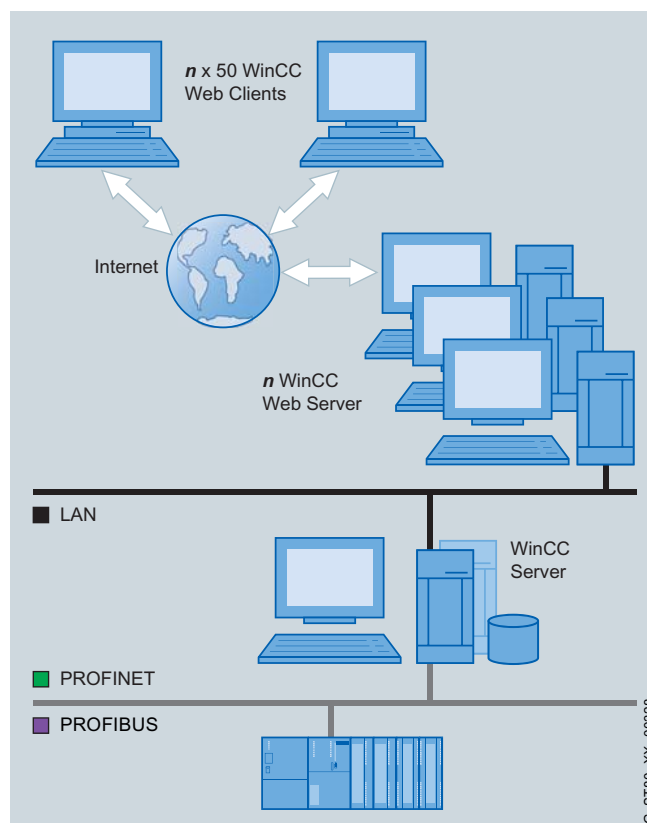 n x 50 WinCC
Web Clients
Internet
n WinCC
Web Server
LAN
WinCC
Server
PROFINET
PROFIBUS